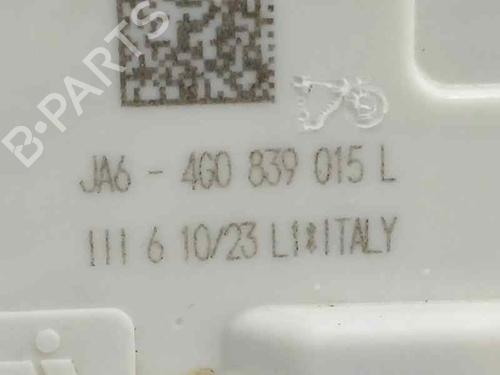 B-PARTS
JA6 - 4G0 839 015 L
III 6 10/23 L1*ITALY